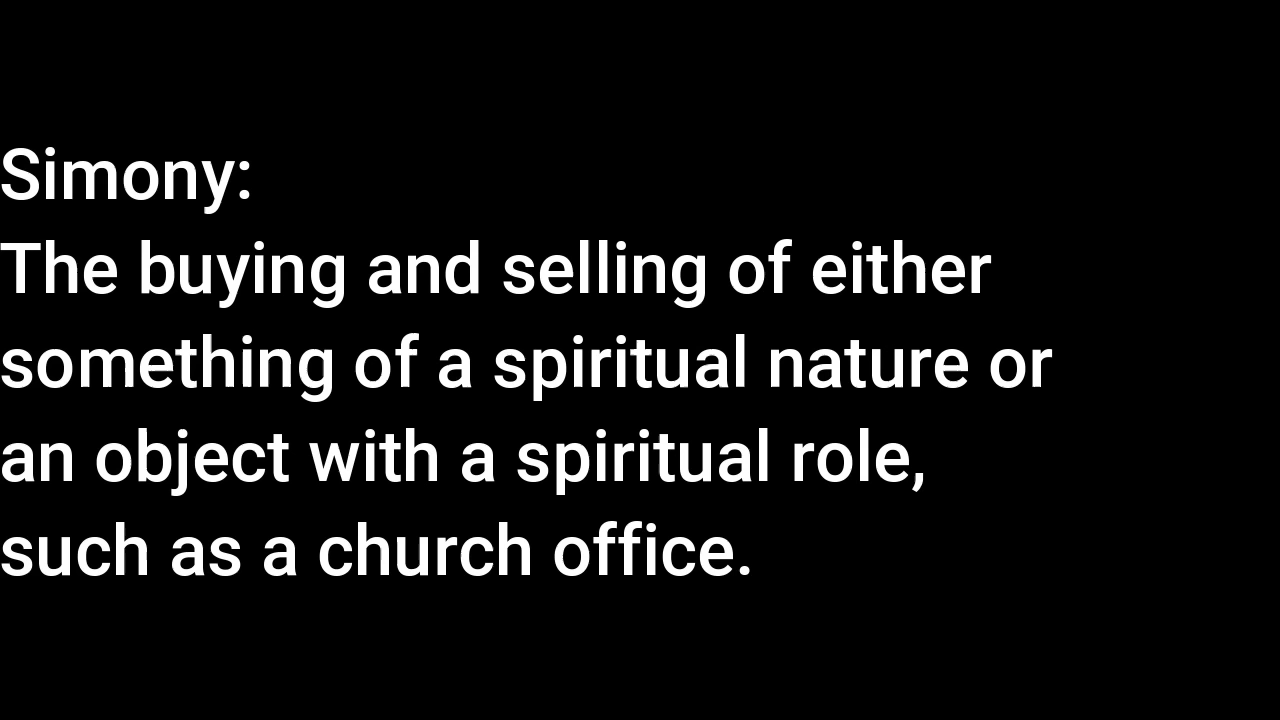 Simony:
The buying and selling of either
something of a spiritual nature or
an object with a spiritual role,
such as a church office.